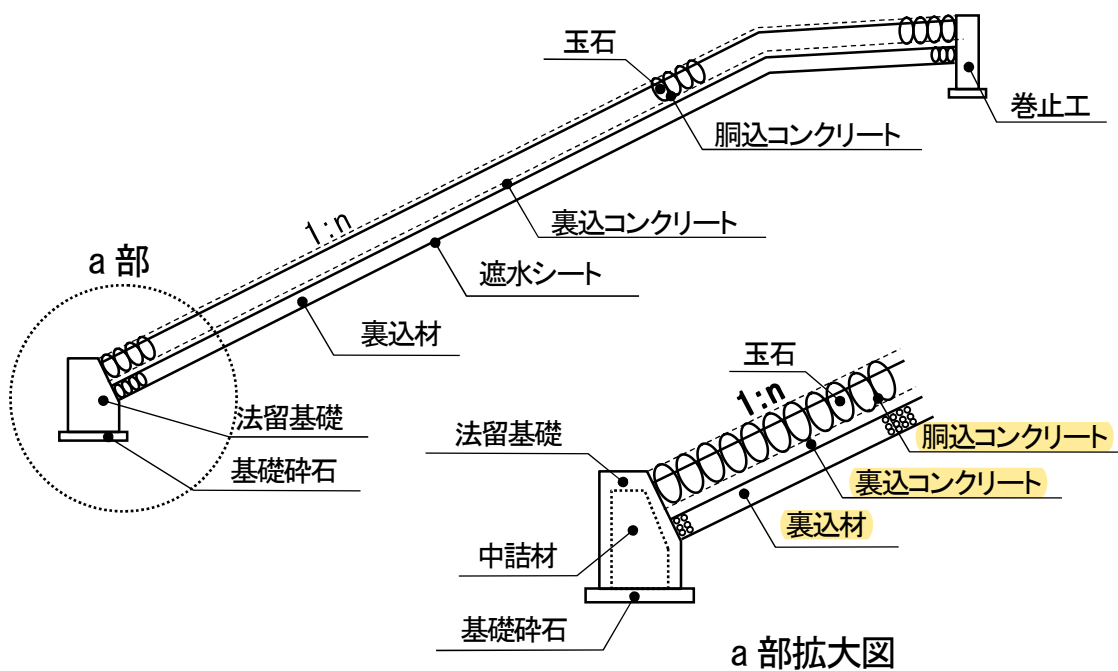 玉石
胴込コンクリート
巻止工
1:n
裏込コンクリート
遮水シート
裏込材
a 部
法留基礎
基礎砕石
玉石
1:n
法留基礎
胴込コンクリート
裏込コンクリート
裏込材
中詰材
基礎砕石
a 部拡大図